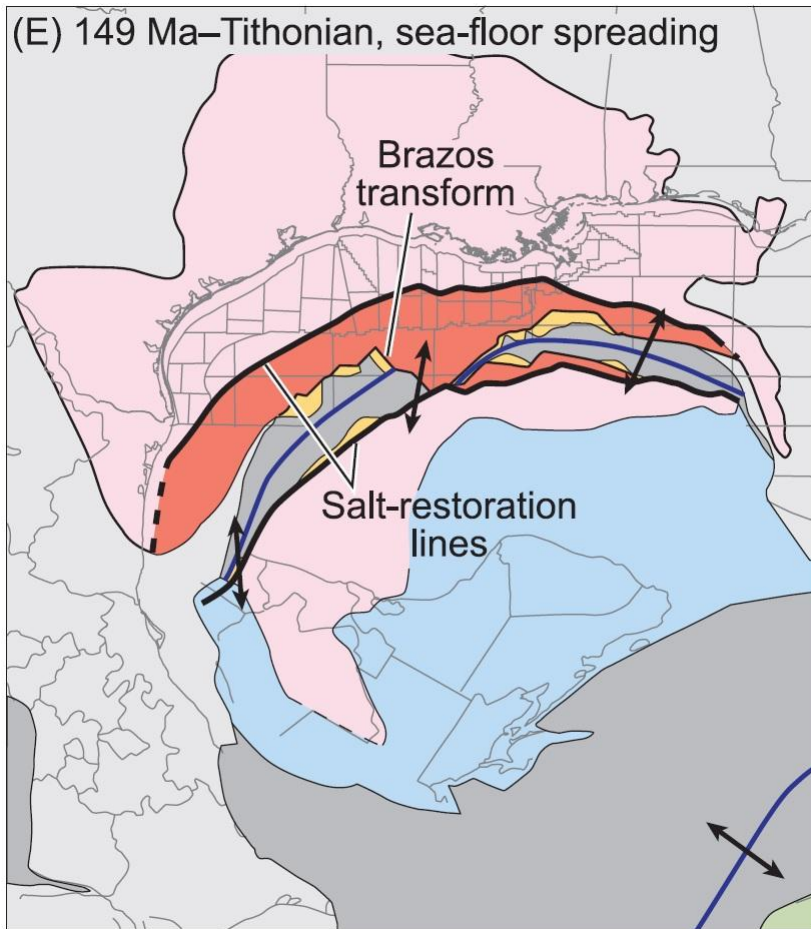 (E) 149 Ma–Tithonian, sea-floor spreading
Brazos
transform
Salt-restoration
lines